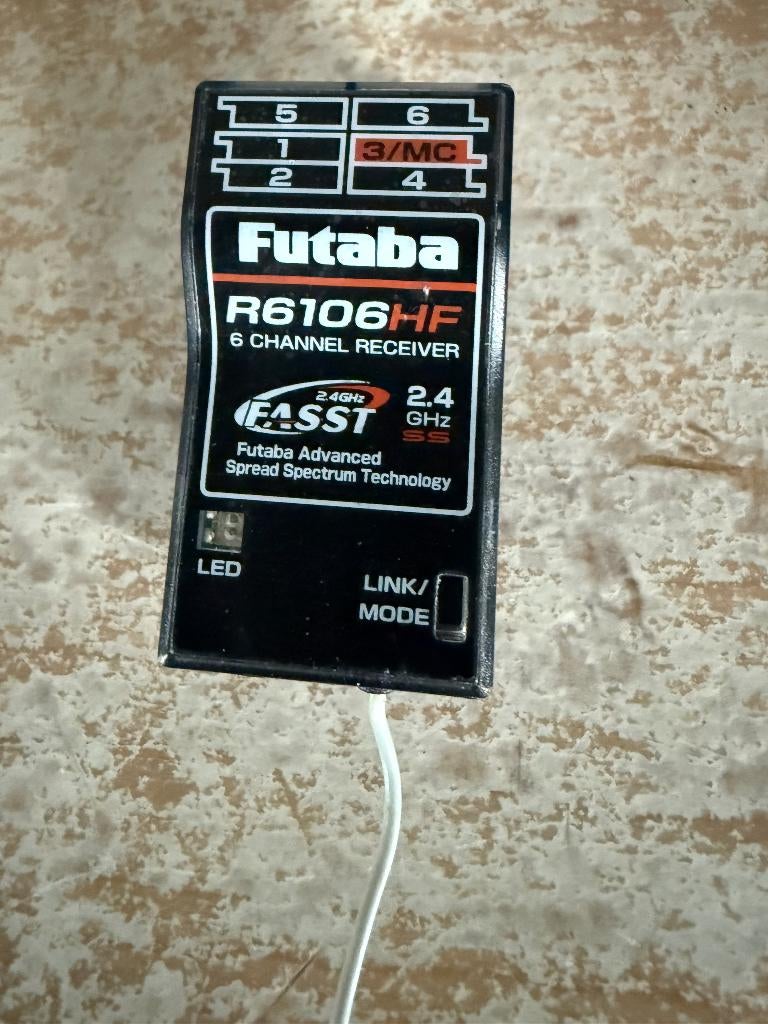 5 6
1 3/MC
2 4
Futaba
R6106HF
6 CHANNEL RECEIVER
2.4GHz
FASST
2.4
GHz
SS
Futaba Advanced
Spread Spectrum Technology
LED
LINK/
MODE